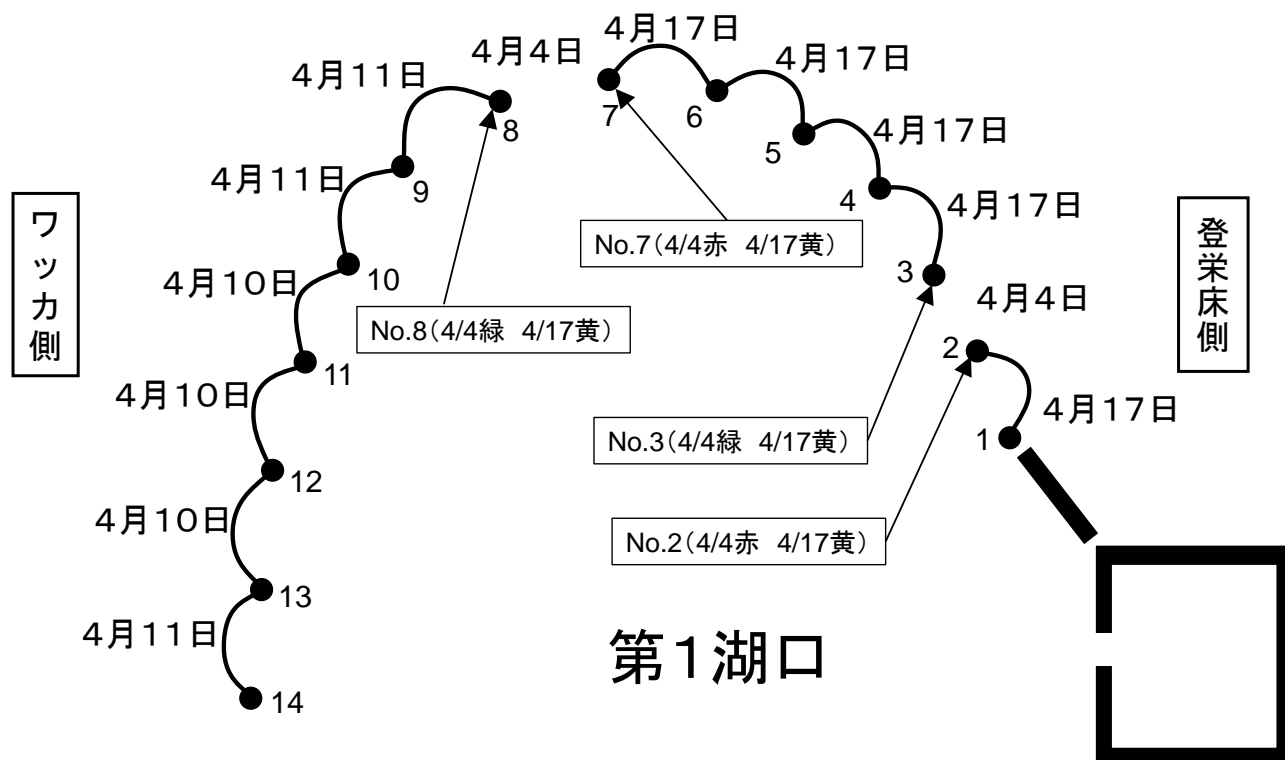 4月17日
4月4日
4月17日
4月11日
7
6
8
5
4月17日
9
4
4月11日
4月17日
ワッカ側
登栄床側
No.7(4/4赤 4/17黄)
3
10
4月10日
4月4日
No.8(4/4緑 4/17黄)
2
11
4月10日
4月17日
No.3(4/4緑 4/17黄)
1
12
4月10日
No.2(4/4赤 4/17黄)
13
4月11日
第1湖口
14